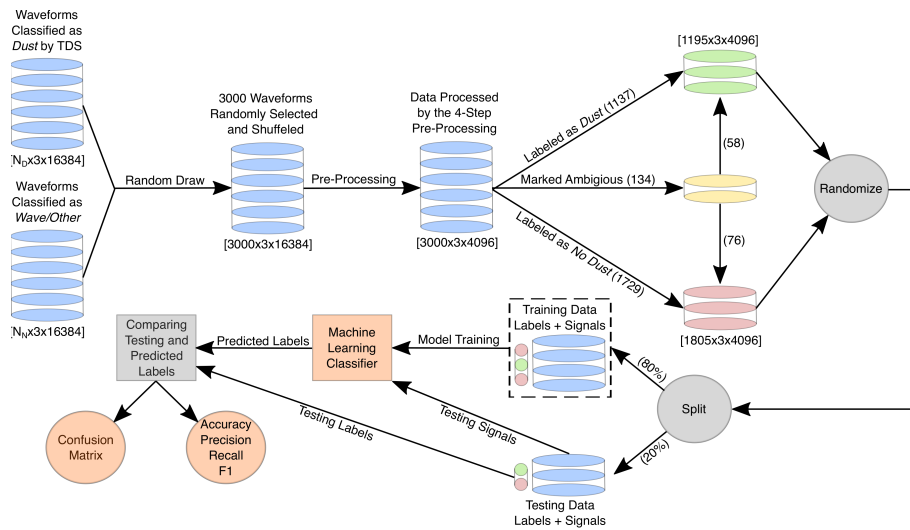 Waveforms
Classified as
Dust by TDS
[N_Dx3x16384]
Waveforms
Classified as
Wave/Other
[N_Nx3x16384]
Random Draw
3000 Waveforms
Randomly Selected
and Shuffeled
[3000x3x16384]
Pre-Processing
Data Processed
by the 4-Step
Pre-Processing
[3000x3x4096]
Labeled as Dust (1137)
Marked Ambigious (134)
Labeled as No Dust (1729)
[1195x3x4096]
(58)
(76)
[1805x3x4096]
Randomize
Split
(80%)
(20%)
Training Data
Labels + Signals
Model Training
Machine
Learning
Classifier
Predicted Labels
Comparing
Testing and
Predicted
Labels
Testing Signals
Testing Labels
Testing Data
Labels + Signals
Confusion
Matrix
Accuracy
Precision
Recall
F1